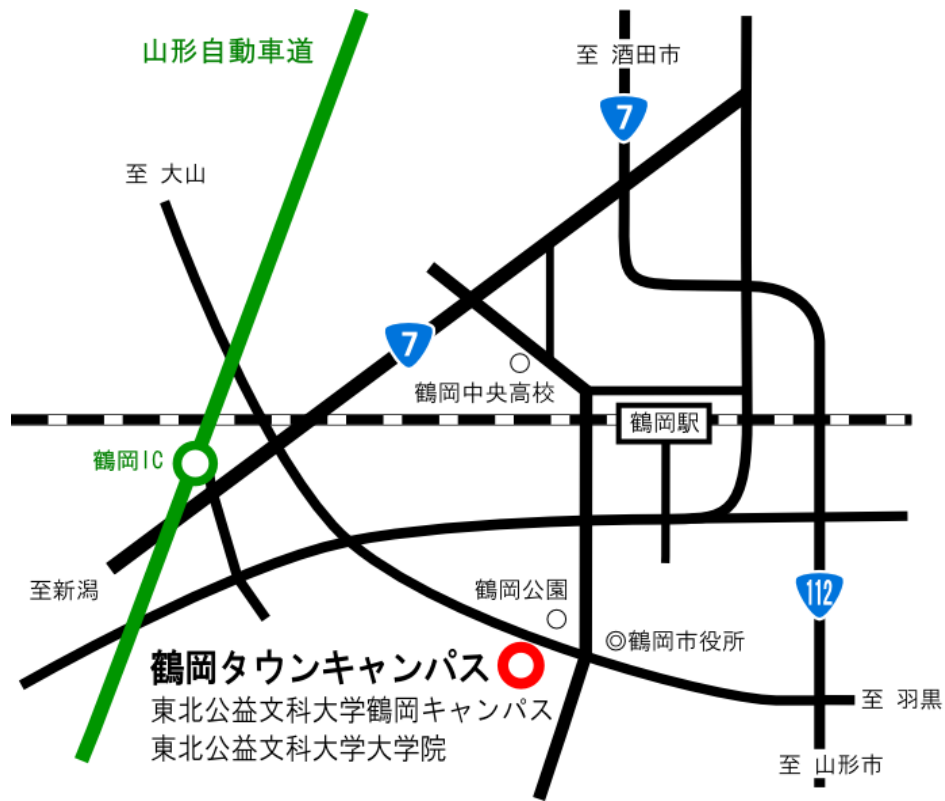 山形自動車道
至 酒田市
7
至 大山
7
鶴岡中央高校
鶴岡駅
鶴岡IC
至新潟
鶴岡公園
112
◎鶴岡市役所
鶴岡タウンキャンパス
東北公益文科大学鶴岡キャンパス
東北公益文科大学大学院
至 羽黒
至 山形市